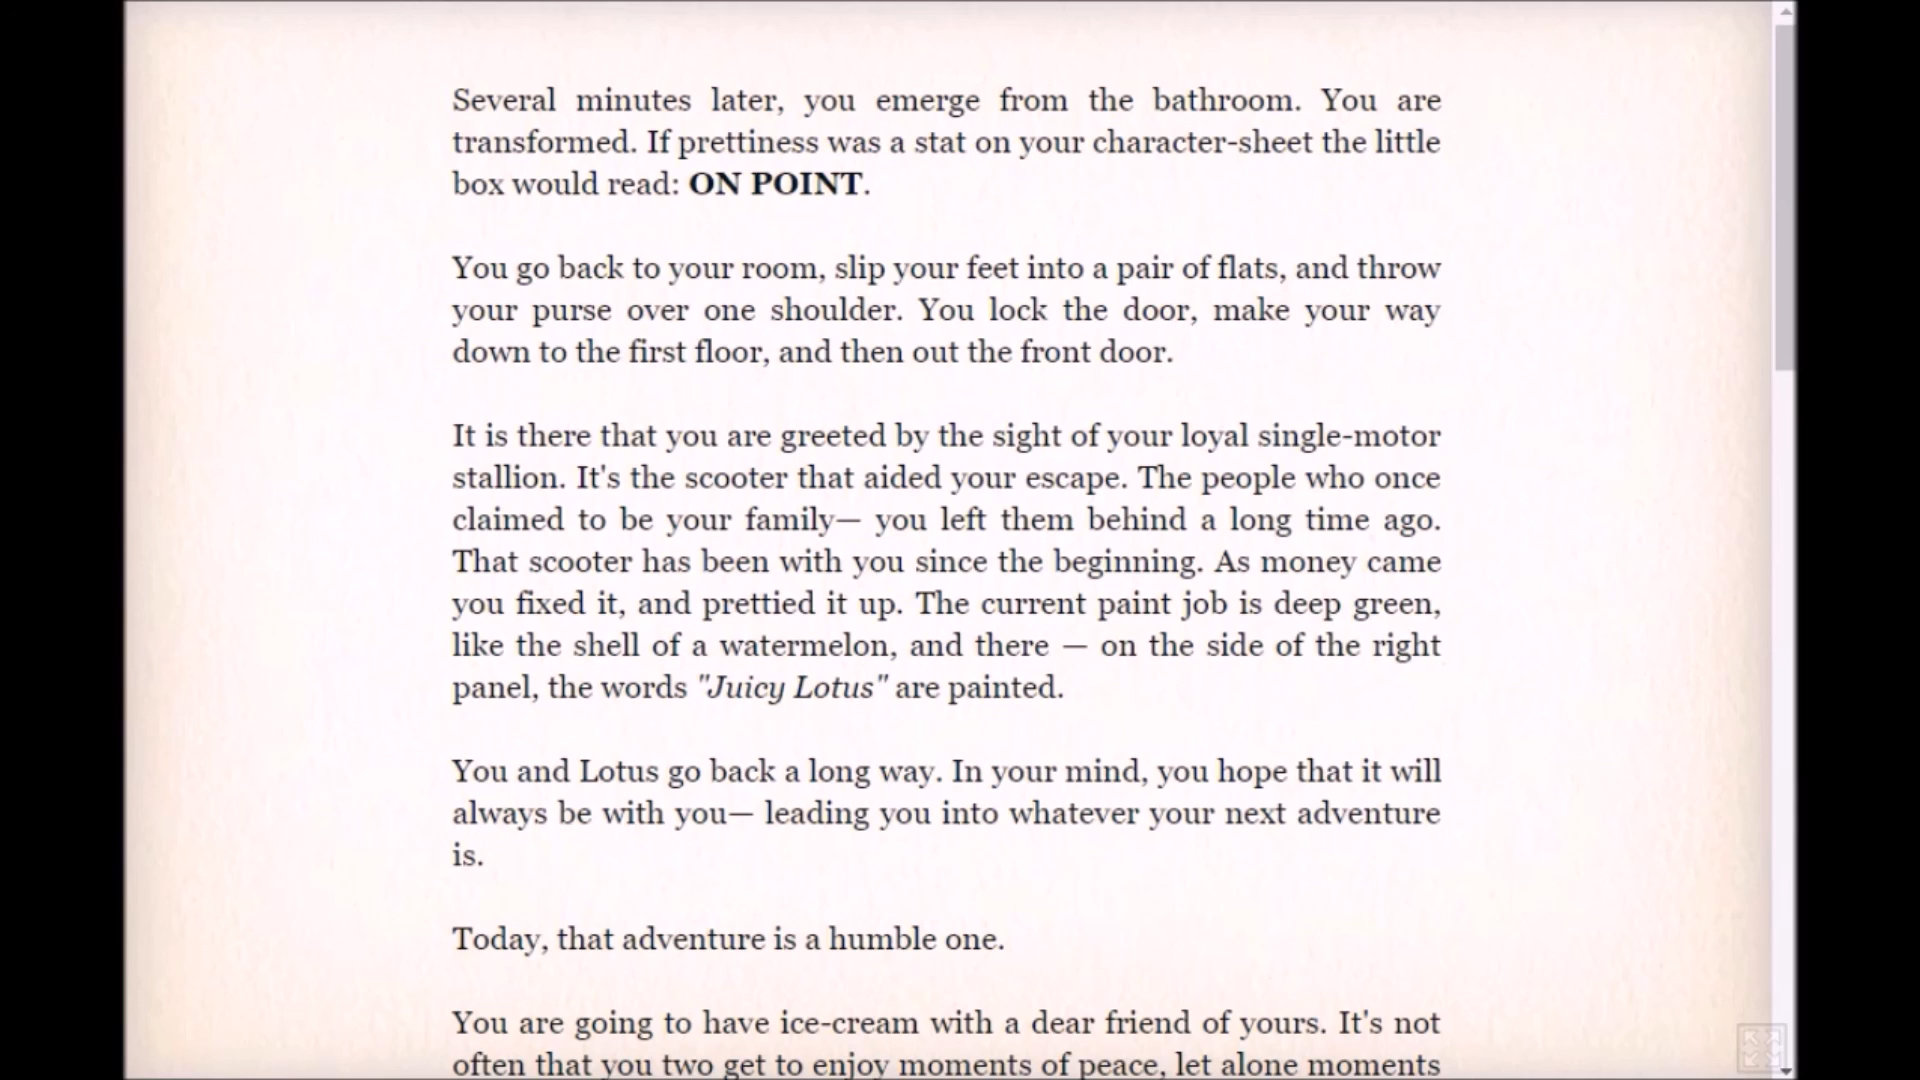 Several minutes later, you emerge from the bathroom. You are
transformed. If prettiness was a stat on your character-sheet the little
box would read: ON POINT.
You go back to your room, slip your feet into a pair of flats, and throw
your purse over one shoulder. You lock the door, make your way
down to the first floor, and then out the front door.
It is there that you are greeted by the sight of your loyal single-motor
stallion. It's the scooter that aided your escape. The people who once
claimed to be your family— you left them behind a long time ago.
That scooter has been with you since the beginning. As money came
you fixed it, and prettied it up. The current paint job is deep green,
like the shell of a watermelon, and there — on the side of the right
panel, the words "Juicy Lotus" are painted.
You and Lotus go back a long way. In your mind, you hope that it will
always be with you— leading you into whatever your next adventure
is.
Today, that adventure is a humble one.
You are going to have ice-cream with a dear friend of yours. It's not
often that you two get to enjoy moments of peace, let alone moments